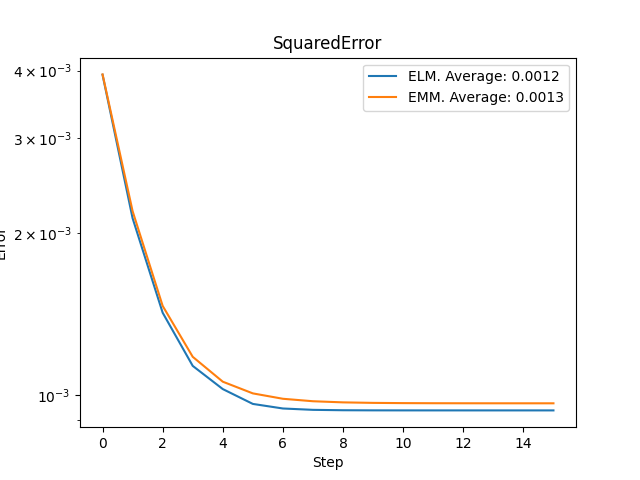 SquaredError
ELM. Average: 0.0012
EMM. Average: 0.0013
4 × 10⁻³
3 × 10⁻³
2 × 10⁻³
10⁻³
Error
0 2 4 6 8 10 12 14
Step